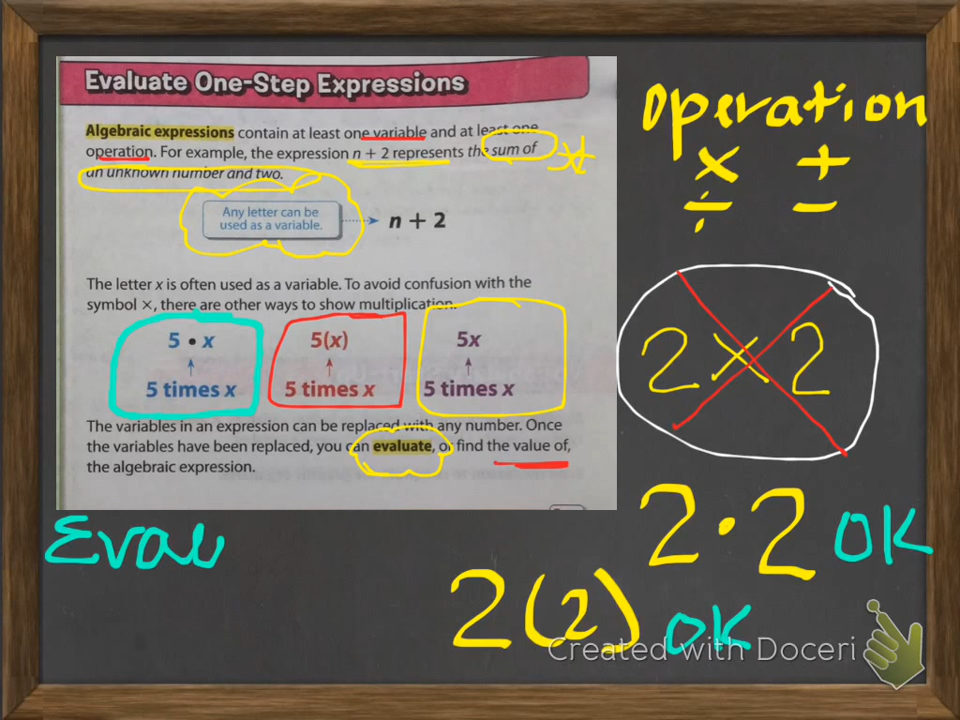 Evaluate One-Step Expressions
Algebraic expressions contain at least one variable and at least one
operation. For example, the expression n + 2 represents the sum of
an unknown number and two.
Any letter can be
used as a variable.
n + 2
The letter x is often used as a variable. To avoid confusion with the
symbol ×, there are other ways to show multiplication.
5 • x
5(x)
5x
5 times x
5 times x
5 times x
The variables in an expression can be replaced with any number. Once
the variables have been replaced, you can evaluate, or find the value of,
the algebraic expression.
operation
× +
÷ −
2 × 2
2 · 2 OK
2(2) OK
Eval
Created with Doceri